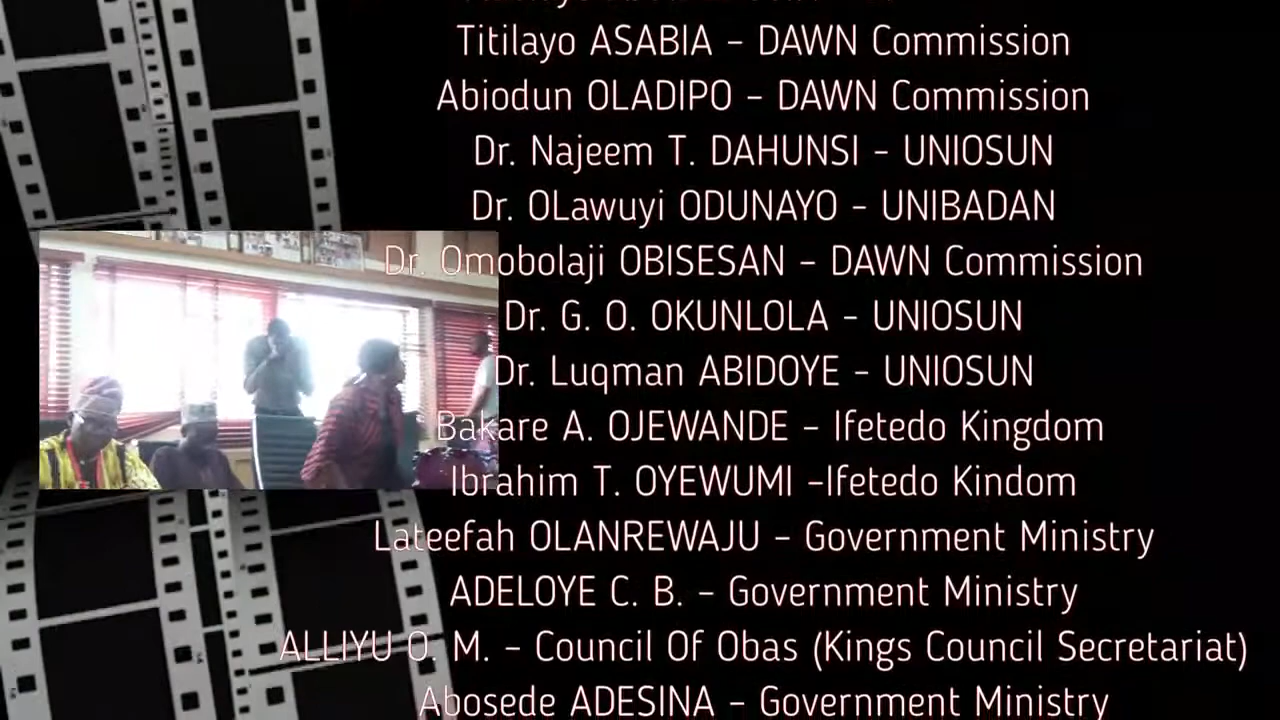 Titilayo ASABIA – DAWN Commission
Abiodun OLADIPO – DAWN Commission
Dr. Najeem T. DAHUNSI – UNIOSUN
Dr. OLawuyi ODUNAYO – UNIBADAN
Dr. Omobolaji OBISESAN – DAWN Commission
Dr. G. O. OKUNLOLA – UNIOSUN
Dr. Luqman ABIDOYE – UNIOSUN
Bakare A. OJEWANDE – Ifetedo Kingdom
Ibrahim T. OYEWUMI –Ifetedo Kindom
Lateefah OLANREWAJU – Government Ministry
ADELOYE C. B. – Government Ministry
ALLIYU O. M. – Council Of Obas (Kings Council Secretariat)
Abosede ADESINA – Government Ministry